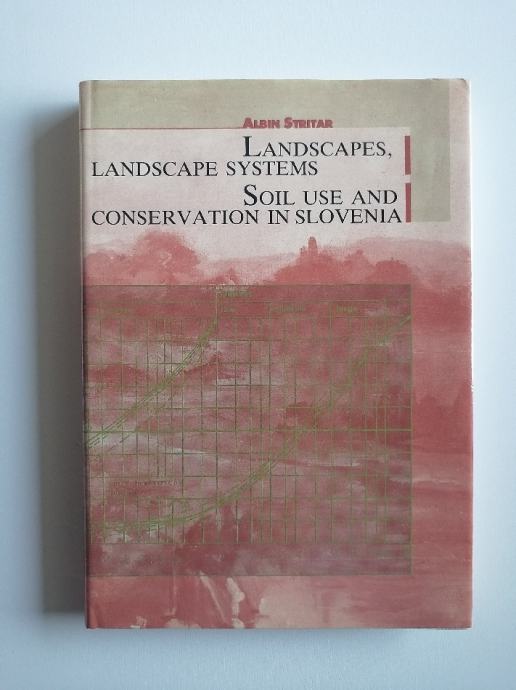 ALBIN STRITAR
LANDSCAPES,
LANDSCAPE SYSTEMS
SOIL USE AND
CONSERVATION IN SLOVENIA